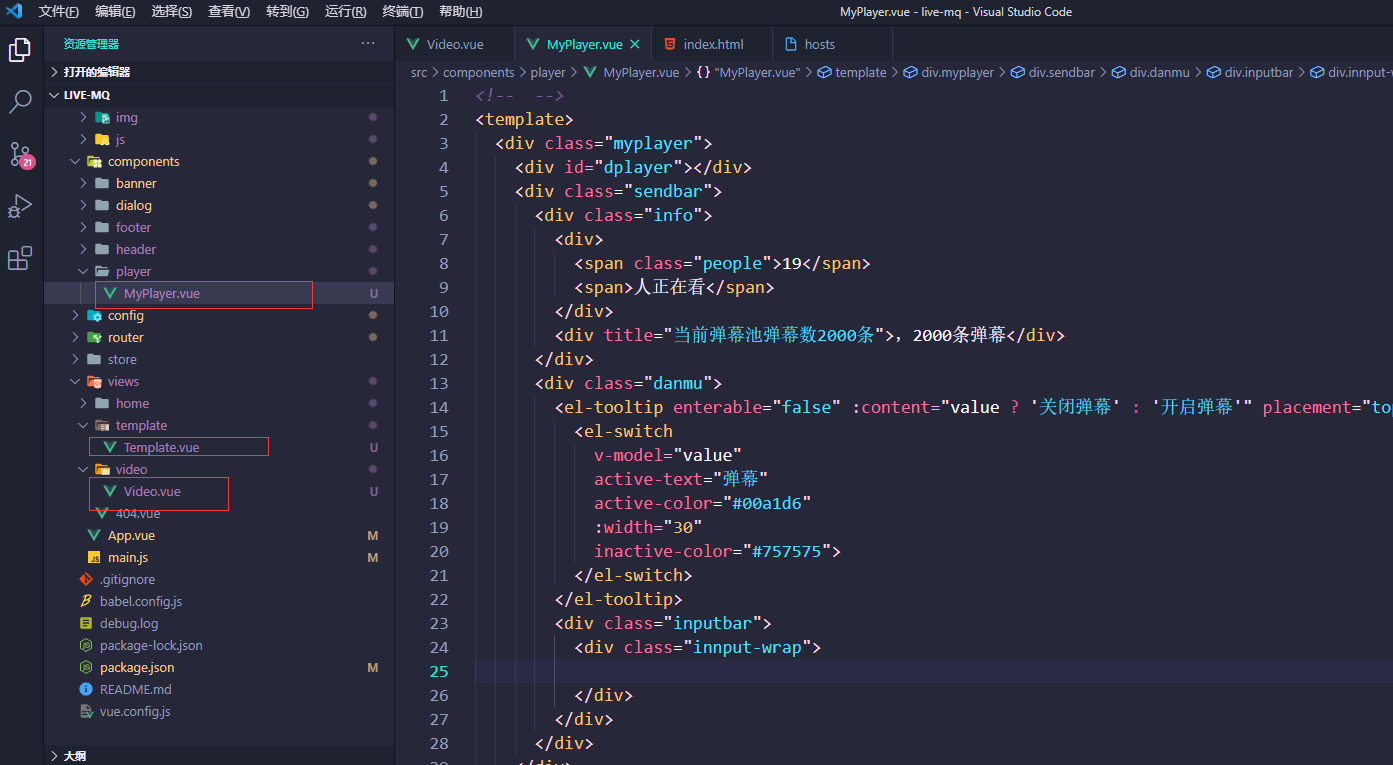 文件(F) 编辑(E) 选择(S) 查看(V) 转到(G) 运行(R) 终端(T) 帮助(H) MyPlayer.vue - live-mq - Visual Studio Code
资源管理器 ···
打开的编辑器
LIVE-MQ
img
js
components
banner
dialog
footer
header
player
MyPlayer.vue U
config
router
store
views
home
template
Template.vue U
video
Video.vue U
404.vue
App.vue M
JS main.js M
.gitignore
babel.config.js
debug.log
package-lock.json
package.json M
README.md
vue.config.js
大纲
21
Video.vue MyPlayer.vue × index.html hosts
src > components > player > MyPlayer.vue > {} "MyPlayer.vue" > template > div.myplayer > div.sendbar > div.danmu > div.inputbar > div.innput-w
1 <!--  -->
2 <template>
3 <div class="myplayer">
4 <div id="dplayer"></div>
5 <div class="sendbar">
6 <div class="info">
7 <div>
8 <span class="people">19</span>
9 <span>人正在看</span>
10 </div>
11 <div title="当前弹幕池弹幕数2000条">，2000条弹幕</div>
12 </div>
13 <div class="danmu">
14 <el-tooltip enterable="false" :content="value ? '关闭弹幕' : '开启弹幕'" placement="top
15 <el-switch
16 v-model="value"
17 active-text="弹幕"
18 active-color="#00a1d6"
19 :width="30"
20 inactive-color="#757575">
21 </el-switch>
22 </el-tooltip>
23 <div class="inputbar">
24 <div class="innput-wrap">
25
26 </div>
27 </div>
28 </div>